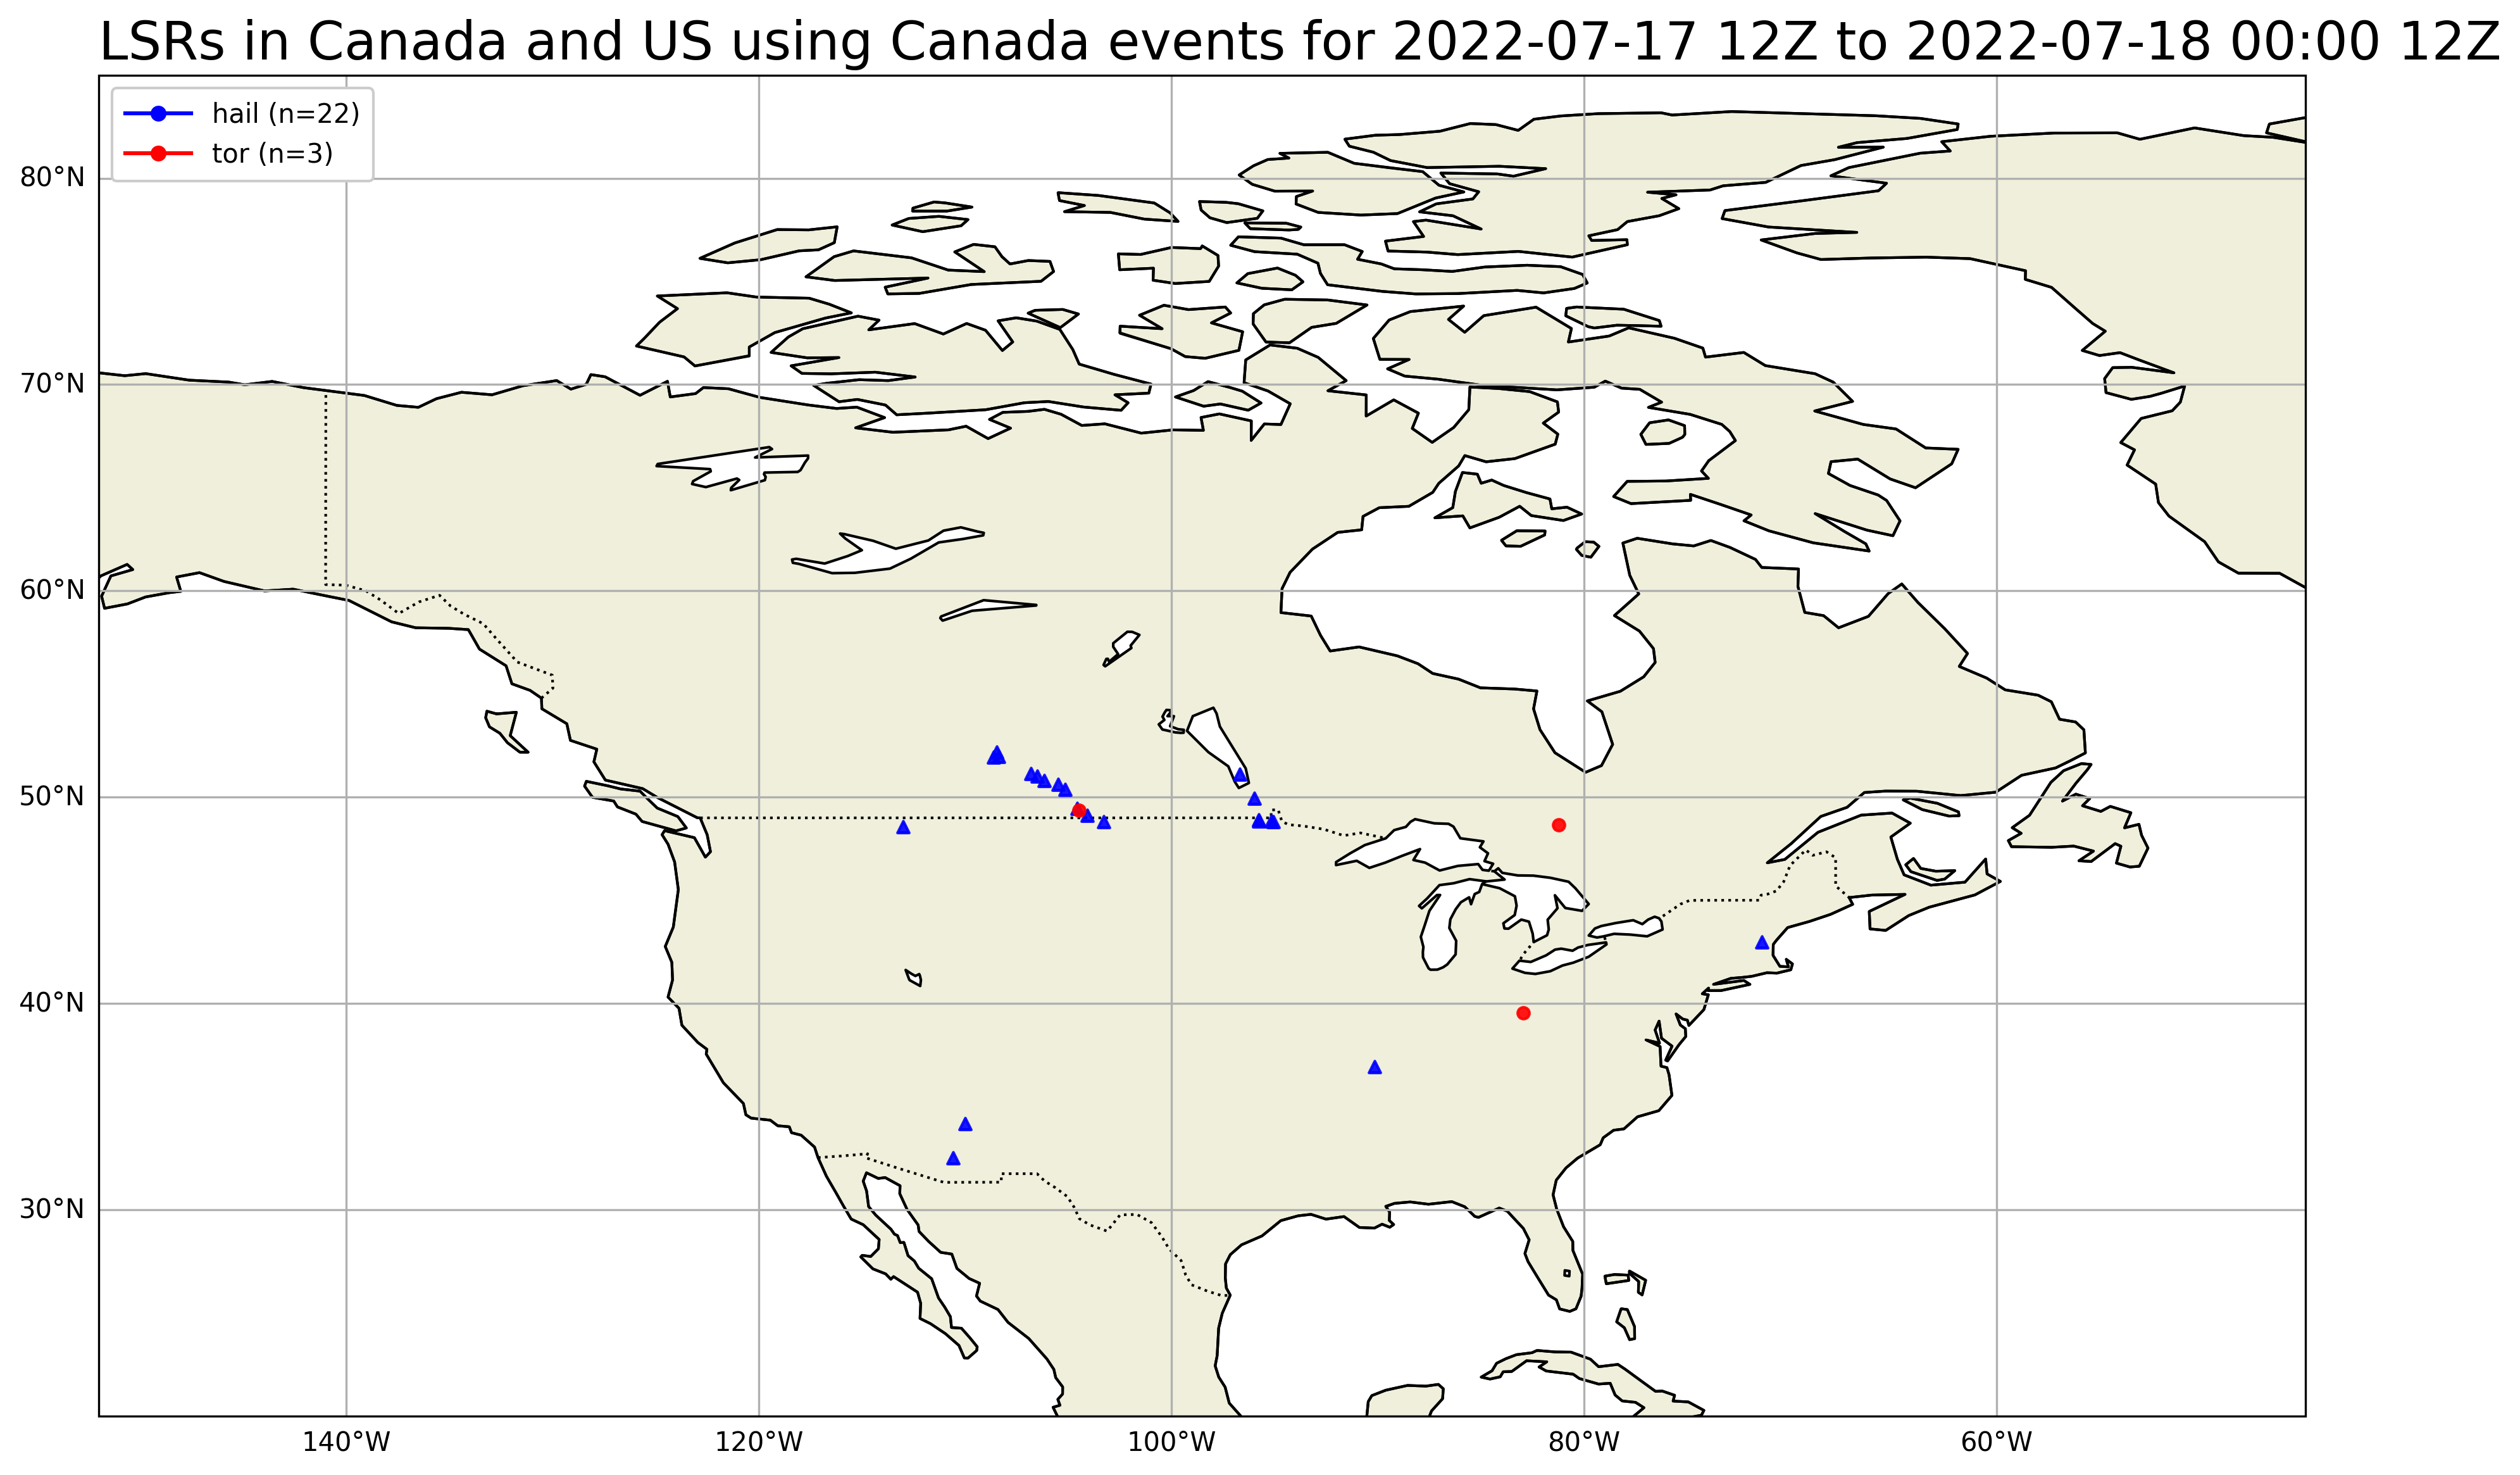 LSRs in Canada and US using Canada events for 2022-07-17 12Z to 2022-07-18 00:00 12Z
hail (n=22)
tor (n=3)
80°N
70°N
60°N
50°N
40°N
30°N
140°W
120°W
100°W
80°W
60°W